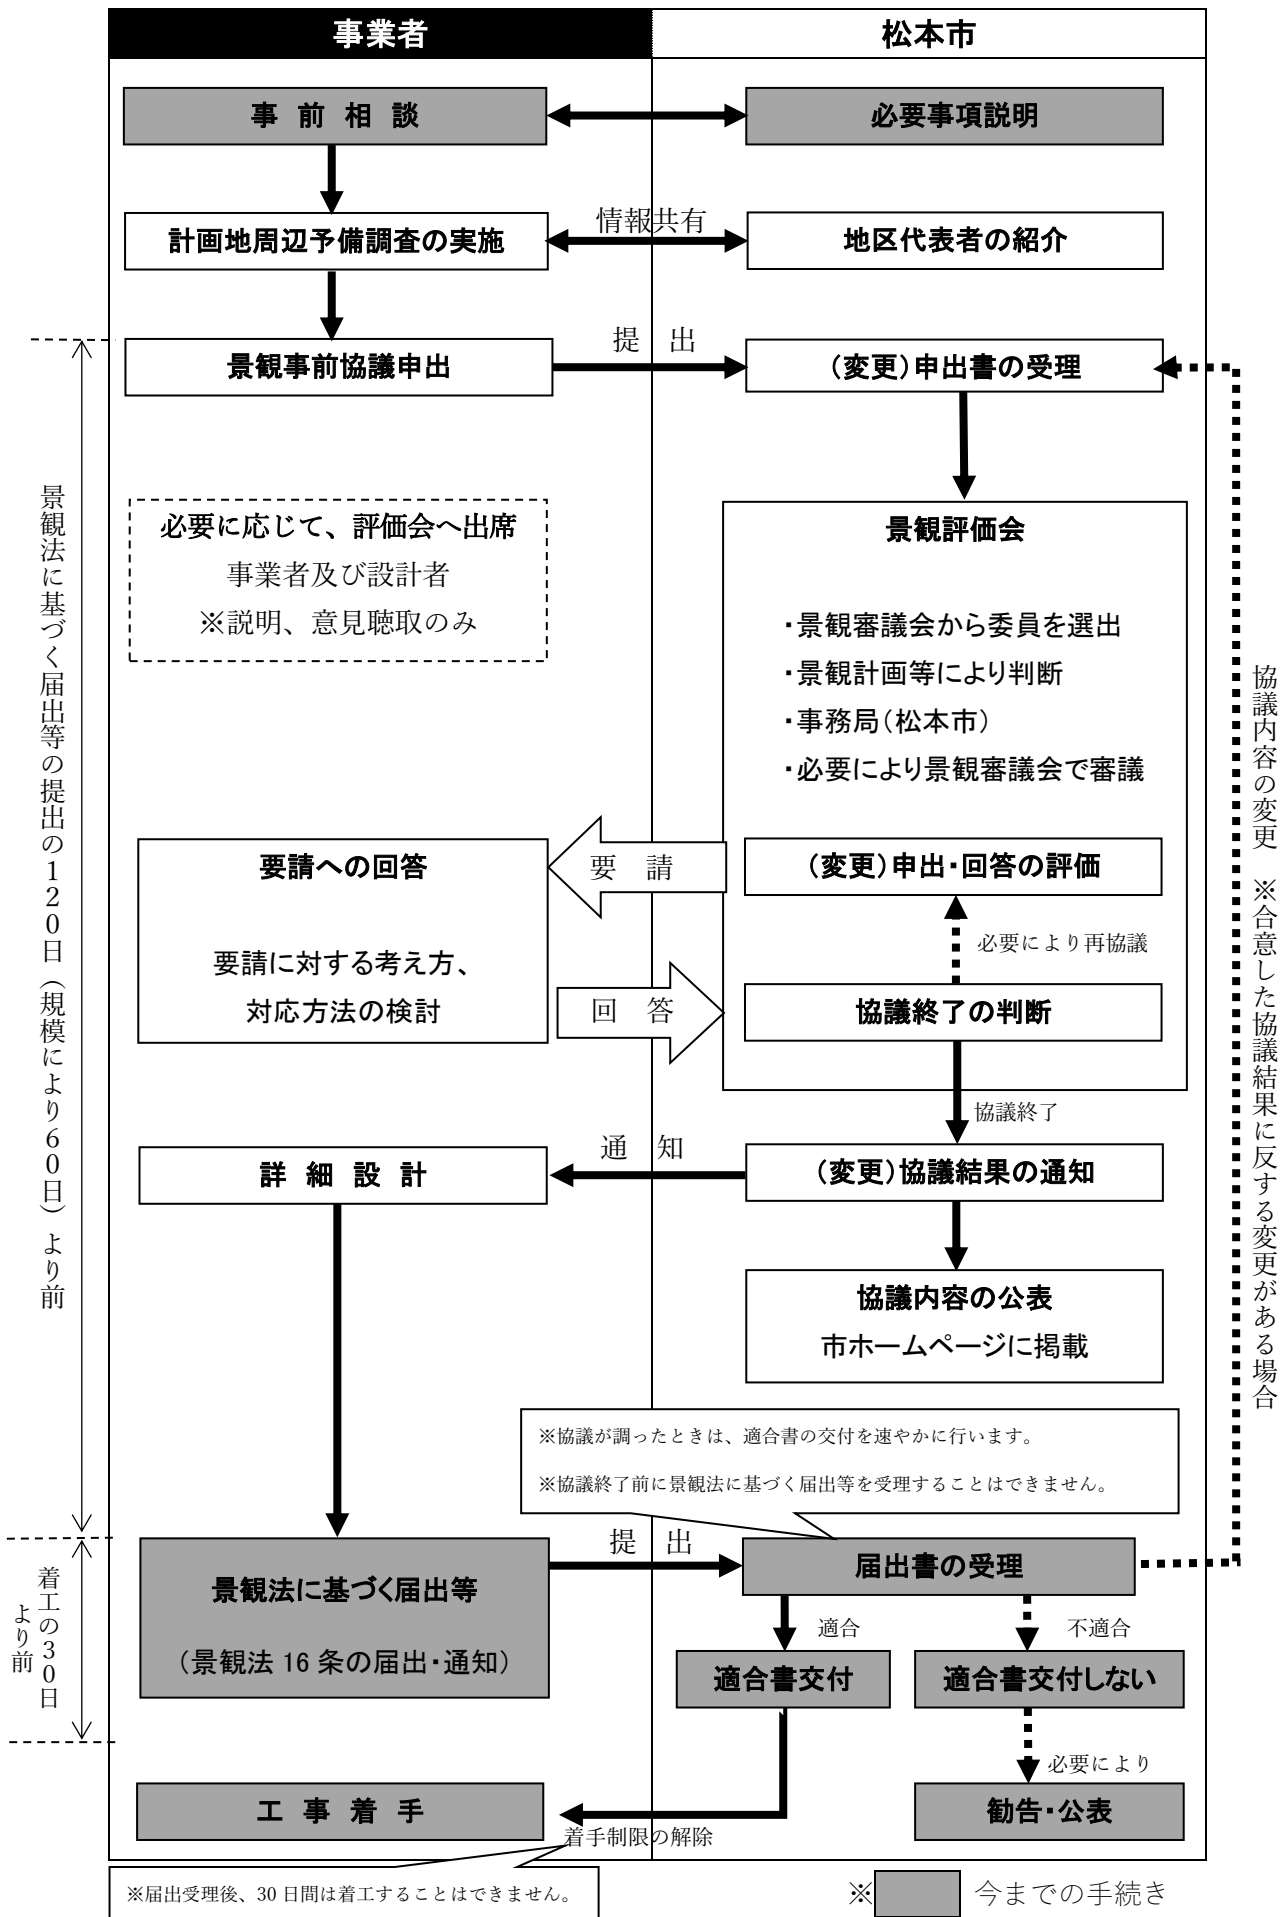 事業者
松本市
事 前 相 談
必要事項説明
計画地周辺予備調査の実施
情報共有
地区代表者の紹介
景観事前協議申出
提 出
（変更）申出書の受理
必要に応じて、評価会へ出席
事業者及び設計者
※説明、意見聴取のみ
景観評価会
・景観審議会から委員を選出
・景観計画等により判断
・事務局（松本市）
・必要により景観審議会で審議
要請への回答
要請に対する考え方、
対応方法の検討
要 請
（変更）申出・回答の評価
必要により再協議
回 答
協議終了の判断
協議終了
詳 細 設 計
通 知
（変更）協議結果の通知
協議内容の公表
市ホームページに掲載
※協議が調ったときは、適合書の交付を速やかに行います。
※協議終了前に景観法に基づく届出等を受理することはできません。
景観法に基づく届出等
（景観法 16 条の届出・通知）
提 出
届出書の受理
適合
不適合
適合書交付
適合書交付しない
必要により
工 事 着 手
着手制限の解除
勧告・公表
※届出受理後、30 日間は着工することはできません。
※
今までの手続き
景観法に基づく届出等の提出の１２０日（規模により６０日）より前
着工の３０日
より前
協議内容の変更 ※合意した協議結果に反する変更がある場合